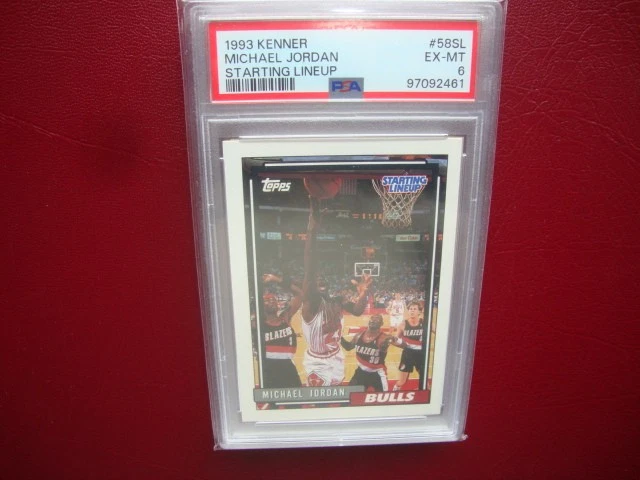 1993 KENNER #58SL
MICHAEL JORDAN EX-MT
STARTING LINEUP 6
PSA 97092461
Topps
STARTING
LINEUP
BLAZERS
BLAZERS
BLAZERS
MICHAEL JORDAN
BULLS